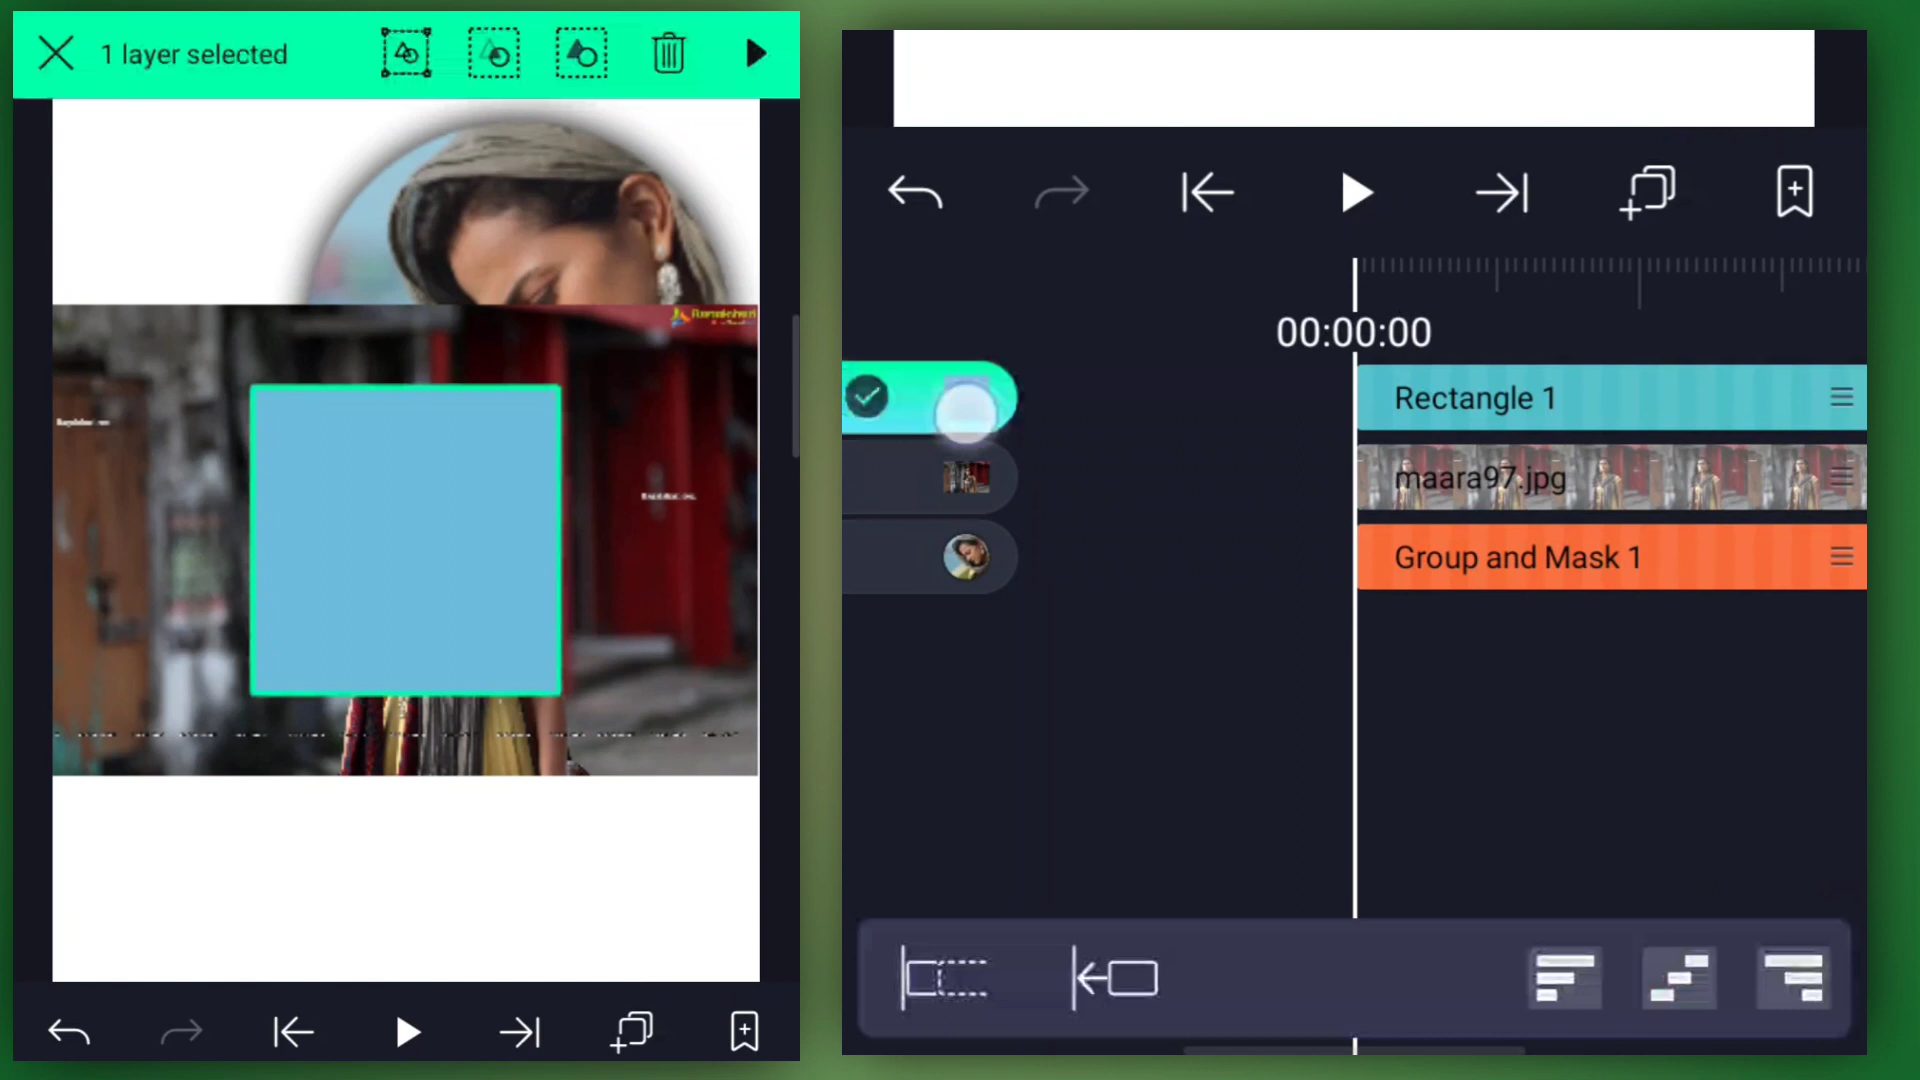 1 layer selected
00:00:00
Rectangle 1
maara97.jpg
Group and Mask 1